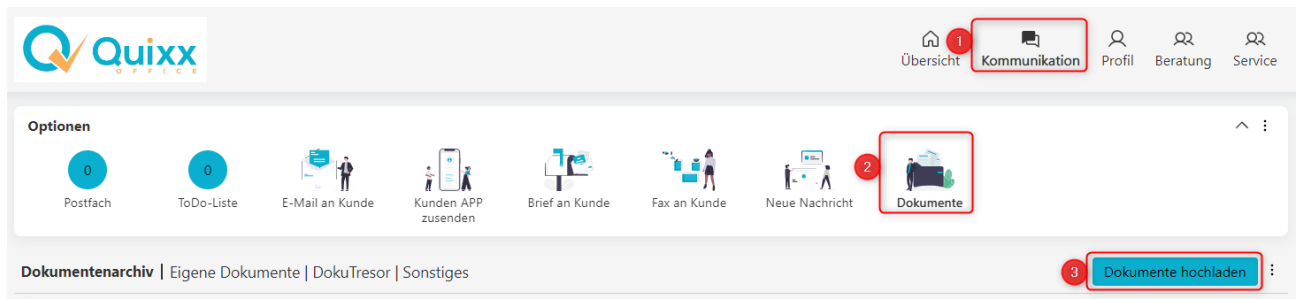 Quixx
OFFICE
1
Übersicht Kommunikation Profil Beratung Service
Optionen
0 0 2
Postfach ToDo-Liste E-Mail an Kunde Kunden APP zusenden Brief an Kunde Fax an Kunde Neue Nachricht Dokumente
Dokumentenarchiv | Eigene Dokumente | DokuTresor | Sonstiges 3 Dokumente hochladen